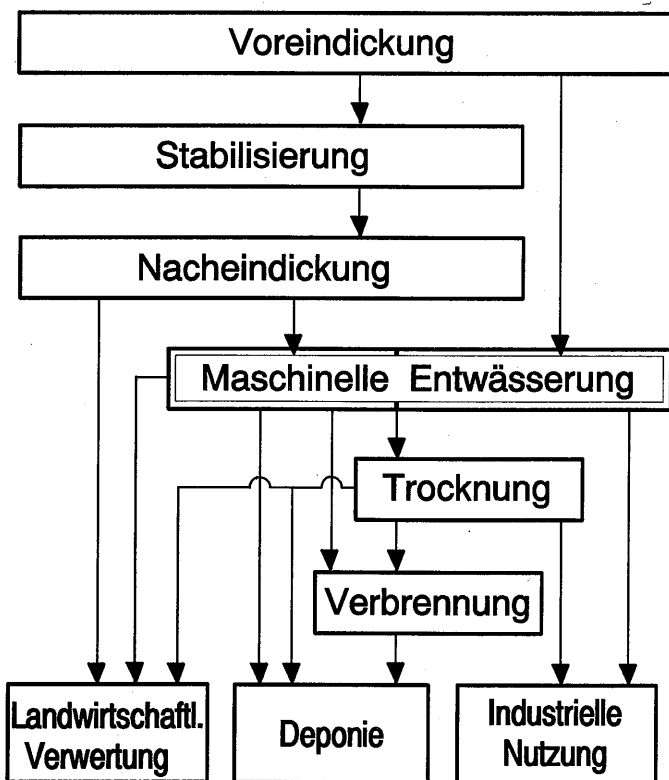 Voreindickung
Stabilisierung
Nacheindickung
Maschinelle Entwässerung
Trocknung
Verbrennung
Landwirtschaftl.
Verwertung
Deponie
Industrielle
Nutzung